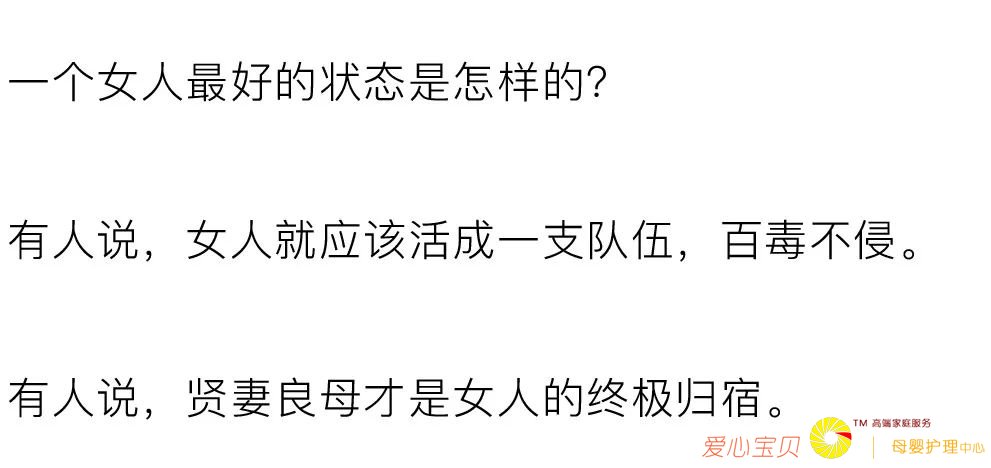 一个女人最好的状态是怎样的？
有人说，女人就应该活成一支队伍，百毒不侵。
有人说，贤妻良母才是女人的终极归宿。
爱心宝贝 TM 高端家庭服务
母婴护理中心